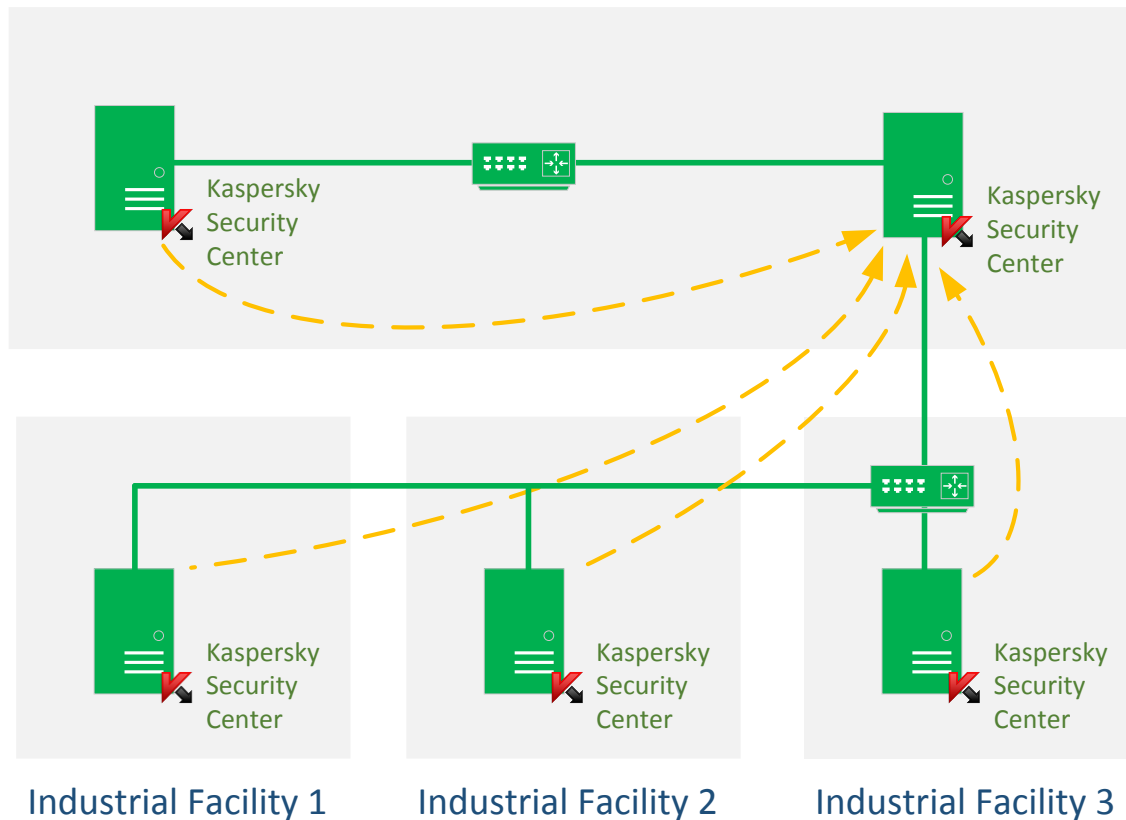 Kaspersky
Security
Center
Kaspersky
Security
Center
Kaspersky
Security
Center
Kaspersky
Security
Center
Kaspersky
Security
Center
Industrial Facility 1
Industrial Facility 2
Industrial Facility 3